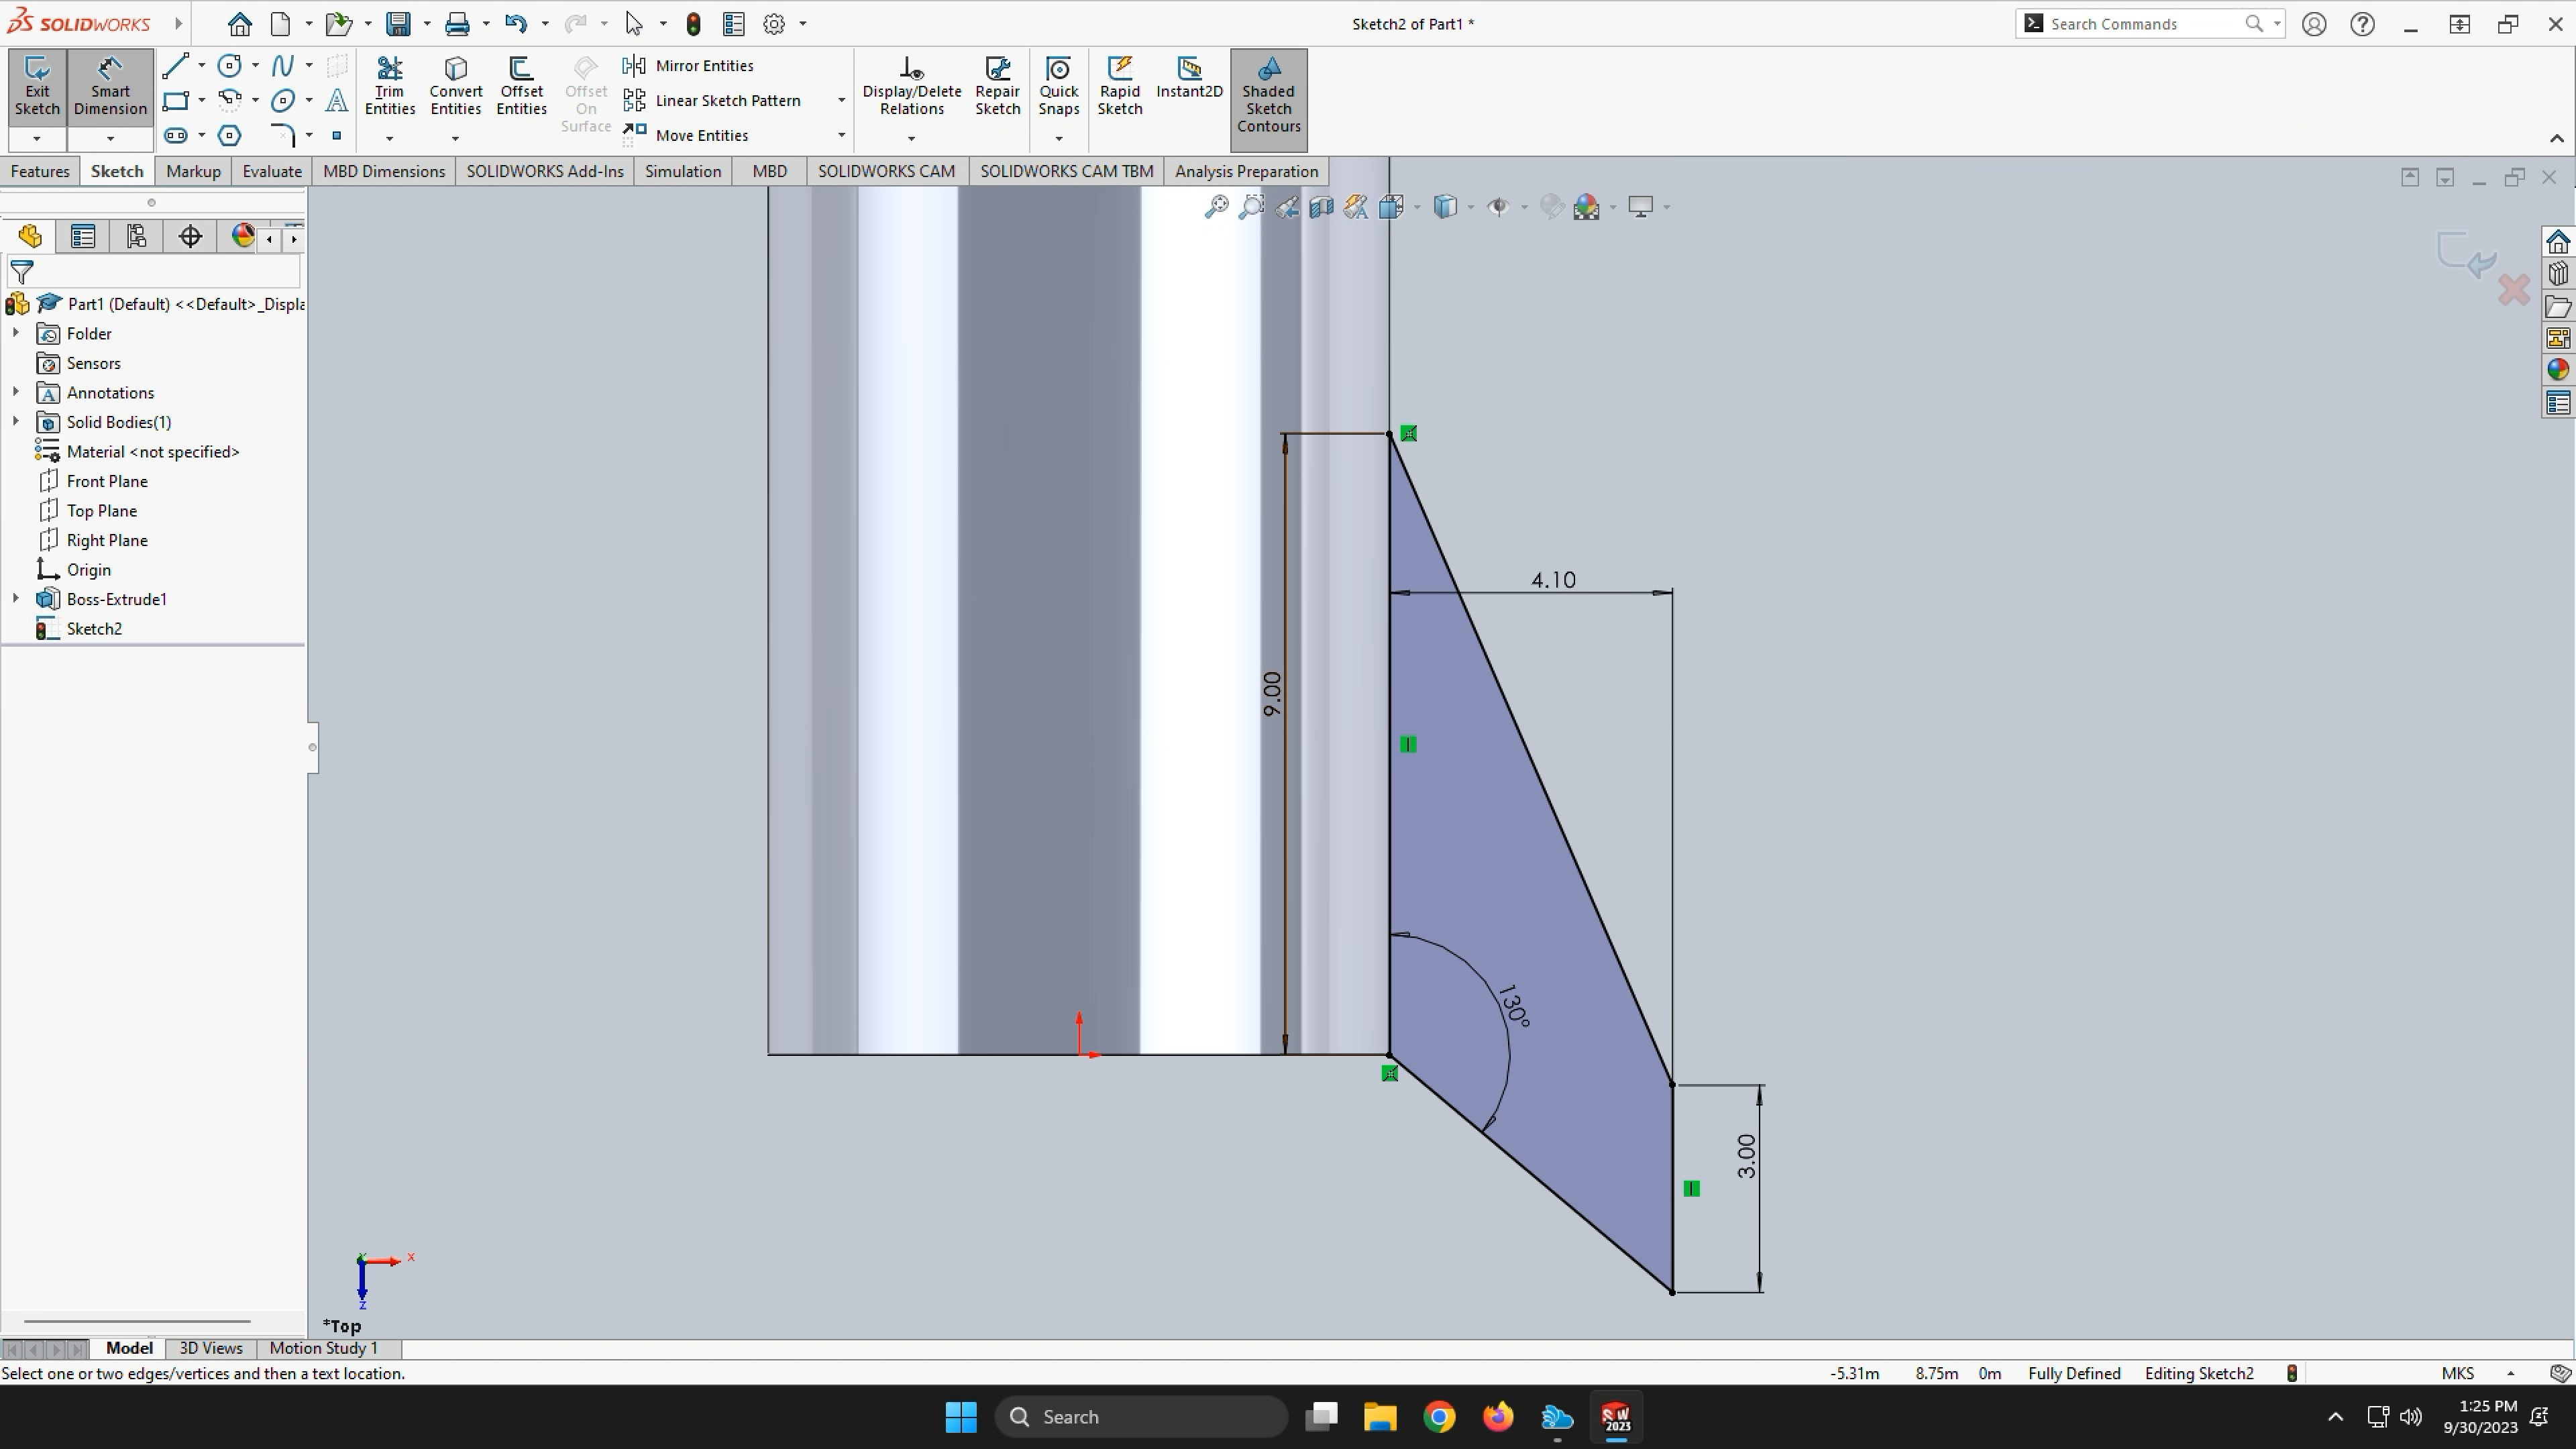 SOLIDWORKS
Sketch2 of Part1 *
Search Commands
Exit Sketch
Smart Dimension
Trim Entities
Convert Entities
Offset Entities
Offset On Surface
Mirror Entities
Linear Sketch Pattern
Move Entities
Display/Delete Relations
Repair Sketch
Quick Snaps
Rapid Sketch
Instant2D
Shaded Sketch Contours
Features Sketch Markup Evaluate MBD Dimensions SOLIDWORKS Add-Ins Simulation MBD SOLIDWORKS CAM SOLIDWORKS CAM TBM Analysis Preparation
Part1 (Default) <<Default>_Displa
Folder
Sensors
Annotations
Solid Bodies(1)
Material <not specified>
Front Plane
Top Plane
Right Plane
Origin
Boss-Extrude1
Sketch2
4.10
9.00
130°
3.00
X
Y
Z
*Top
Model 3D Views Motion Study 1
Select one or two edges/vertices and then a text location. -5.31m 8.75m 0m Fully Defined Editing Sketch2 MKS
Search
SW 2023
1:25 PM
9/30/2023